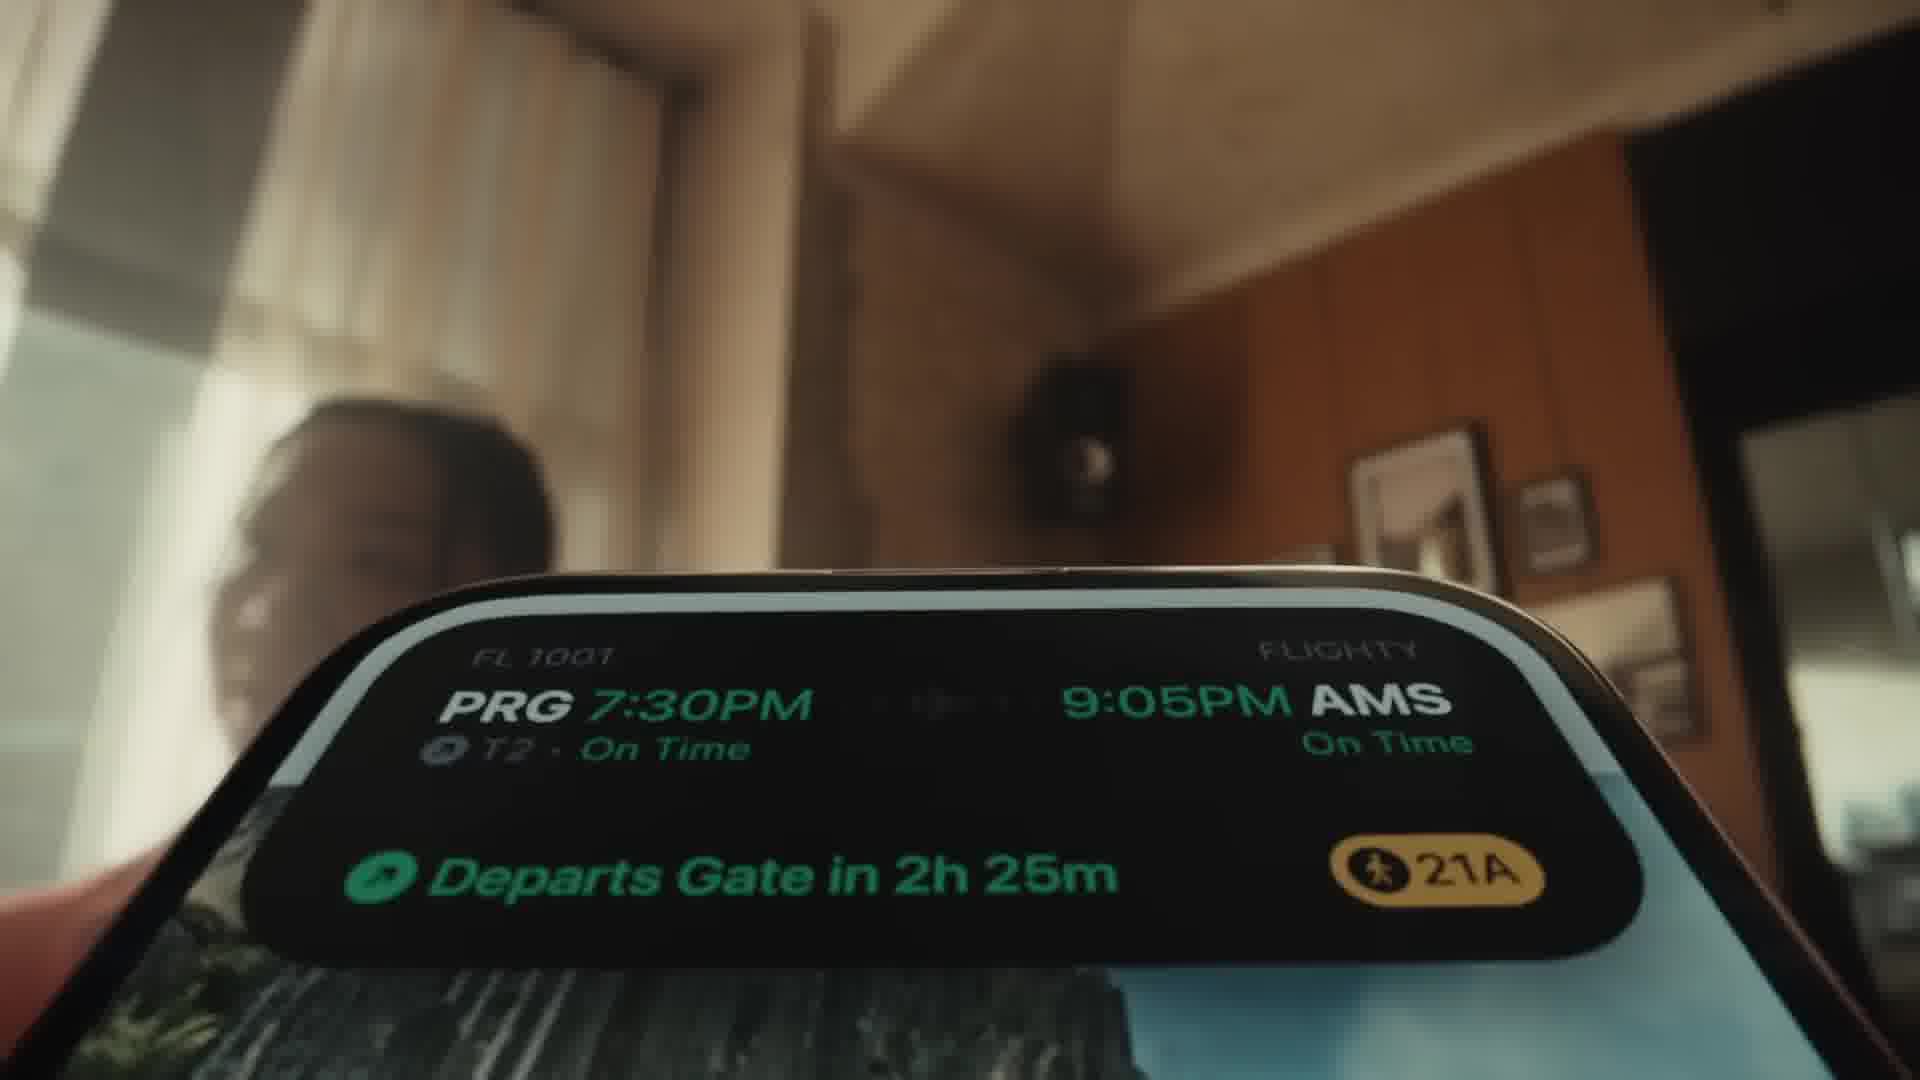 FL 1001
FLIGHTY
PRG 7:30PM
9:05PM AMS
T2 · On Time
On Time
Departs Gate in 2h 25m
21A